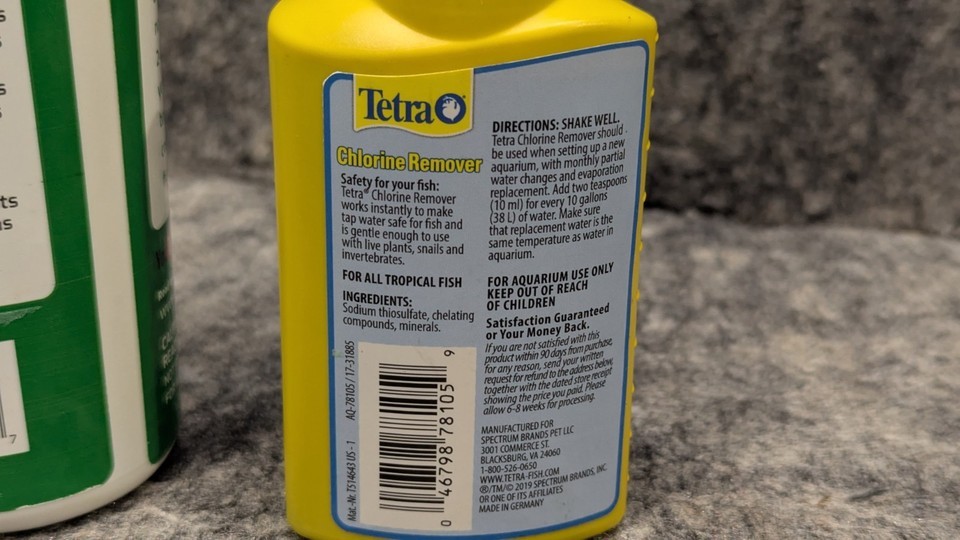 Tetra
Chlorine Remover
Safety for your fish:
Tetra® Chlorine Remover
works instantly to make
tap water safe for fish and
is gentle enough to use
with live plants, snails and
invertebrates.
FOR ALL TROPICAL FISH
INGREDIENTS:
Sodium thiosulfate, chelating
compounds, minerals.
Mat.-Nr. T514643 US - 1 AQ-78105 / 17-31885
0 46798 78105 9
DIRECTIONS: SHAKE WELL.
Tetra Chlorine Remover should
be used when setting up a new
aquarium, with monthly partial
water changes and evaporation
replacement. Add two teaspoons
(10 ml) for every 10 gallons
(38 L) of water. Make sure
that replacement water is the
same temperature as water in
aquarium.
FOR AQUARIUM USE ONLY
KEEP OUT OF REACH
OF CHILDREN
Satisfaction Guaranteed
or Your Money Back.
If you are not satisfied with this
product within 90 days from purchase,
for any reason, send your written
request for refund to the address below,
together with the dated store receipt
showing the price you paid. Please
allow 6-8 weeks for processing.
MANUFACTURED FOR
SPECTRUM BRANDS PET LLC
3001 COMMERCE ST.
BLACKSBURG, VA 24060
1-800-526-0650
WWW.TETRA-FISH.COM
®/TM/© 2019 SPECTRUM BRANDS, INC.
OR ONE OF ITS AFFILIATES
MADE IN GERMANY
7